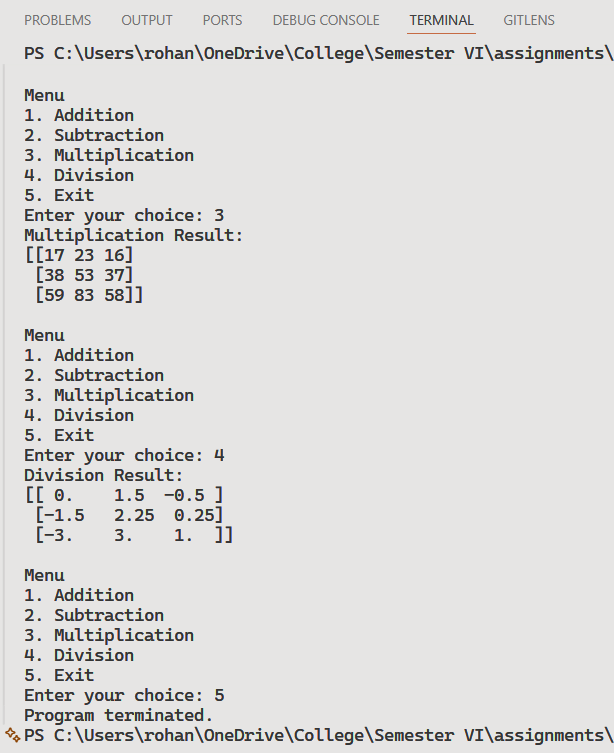 PROBLEMS OUTPUT PORTS DEBUG CONSOLE TERMINAL GITLENS
PS C:\Users\rohan\OneDrive\College\Semester VI\assignments\
Menu
1. Addition
2. Subtraction
3. Multiplication
4. Division
5. Exit
Enter your choice: 3
Multiplication Result:
[[17 23 16]
 [38 53 37]
 [59 83 58]]
Menu
1. Addition
2. Subtraction
3. Multiplication
4. Division
5. Exit
Enter your choice: 4
Division Result:
[[ 0.    1.5  -0.5 ]
 [-1.5   2.25  0.25]
 [-3.    3.    1.  ]]
Menu
1. Addition
2. Subtraction
3. Multiplication
4. Division
5. Exit
Enter your choice: 5
Program terminated.
PS C:\Users\rohan\OneDrive\College\Semester VI\assignments\